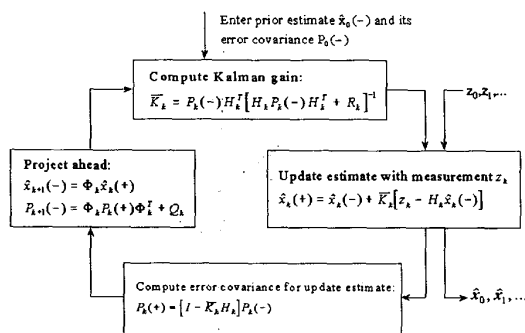 Enter prior estimate x̂₀(−) and its
error covariance P₀(−)
Compute Kalman gain:
K̅ₖ = Pₖ(−) Hₖᵀ[Hₖ Pₖ(−) Hₖᵀ + Rₖ]⁻¹
z₀,z₁,...
Project ahead:
x̂ₖ₊₁(−) = Φₖx̂ₖ(+)
Pₖ₊₁(−) = ΦₖPₖ(+)Φₖᵀ + Qₖ
Update estimate with measurement zₖ
x̂ₖ(+) = x̂ₖ(−) + K̅ₖ[zₖ − Hₖx̂ₖ(−)]
Compute error covariance for update estimate:
Pₖ(+) = [I − K̅ₖHₖ]Pₖ(−)
x̂₀, x̂₁, ...